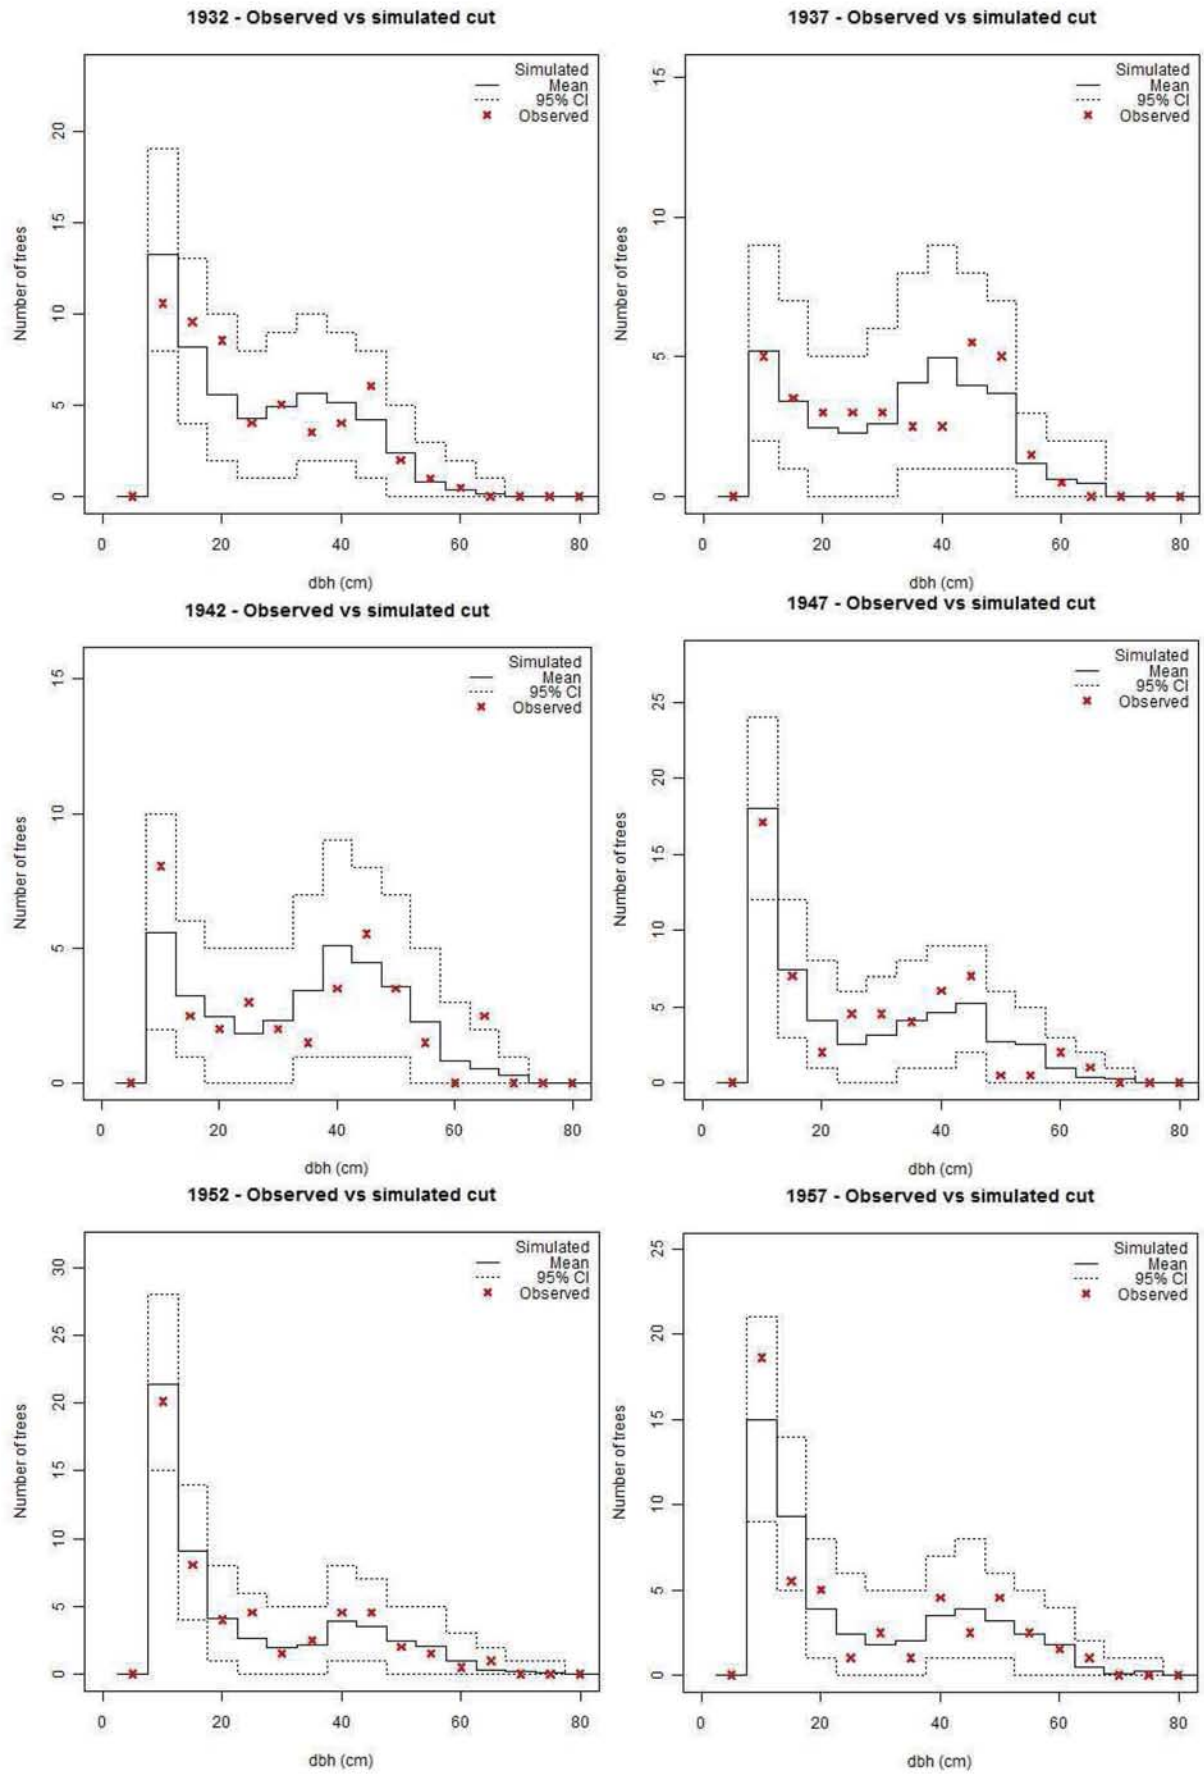 1932 - Observed vs simulated cut
Number of trees
0 5 10 15 20
Simulated
Mean
95% CI
Observed
0 20 40 60 80
dbh (cm)
1937 - Observed vs simulated cut
Number of trees
0 5 10 15
Simulated
Mean
95% CI
Observed
0 20 40 60 80
dbh (cm)
1942 - Observed vs simulated cut
Number of trees
0 5 10 15
Simulated
Mean
95% CI
Observed
0 20 40 60 80
dbh (cm)
1947 - Observed vs simulated cut
Number of trees
0 5 10 15 20 25
Simulated
Mean
95% CI
Observed
0 20 40 60 80
dbh (cm)
1952 - Observed vs simulated cut
Number of trees
0 5 10 15 20 25 30
Simulated
Mean
95% CI
Observed
0 20 40 60 80
dbh (cm)
1957 - Observed vs simulated cut
Number of trees
0 5 10 15 20 25
Simulated
Mean
95% CI
Observed
0 20 40 60 80
dbh (cm)